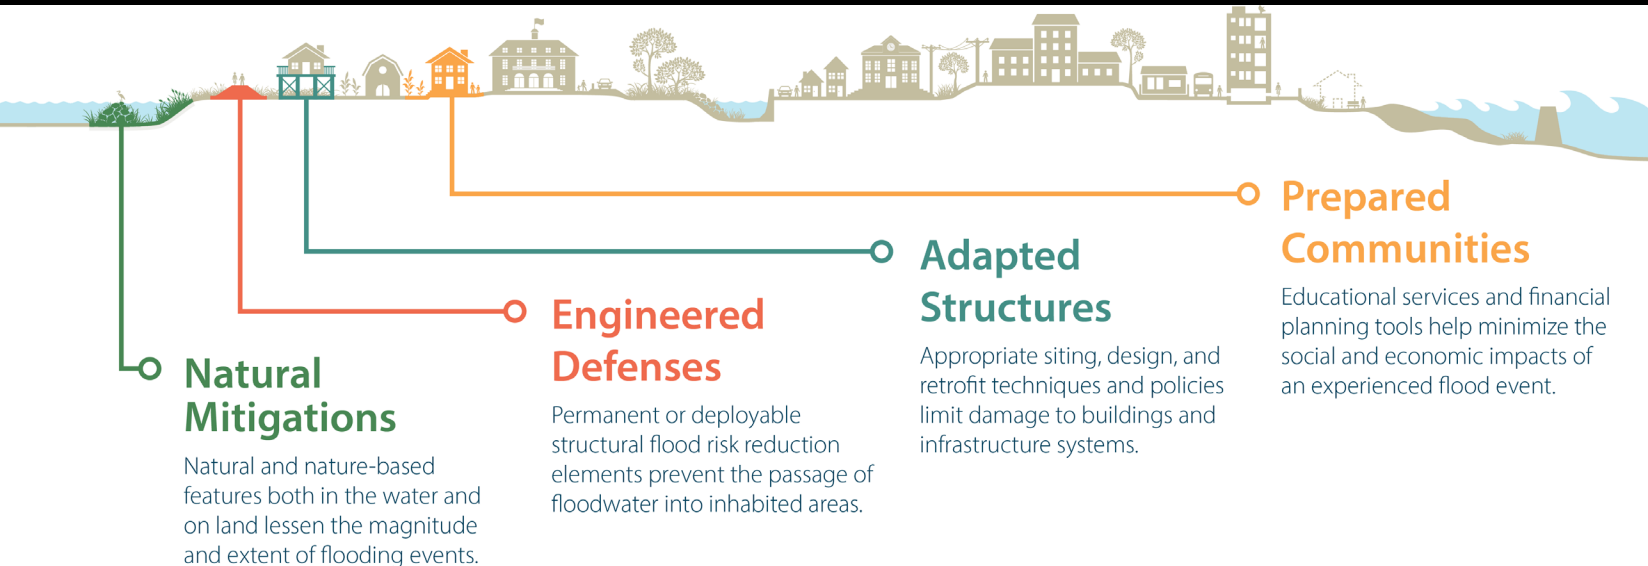 Natural
Mitigations
Natural and nature-based
features both in the water and
on land lessen the magnitude
and extent of flooding events.
Engineered
Defenses
Permanent or deployable
structural flood risk reduction
elements prevent the passage of
floodwater into inhabited areas.
Adapted
Structures
Appropriate siting, design, and
retrofit techniques and policies
limit damage to buildings and
infrastructure systems.
Prepared
Communities
Educational services and financial
planning tools help minimize the
social and economic impacts of
an experienced flood event.